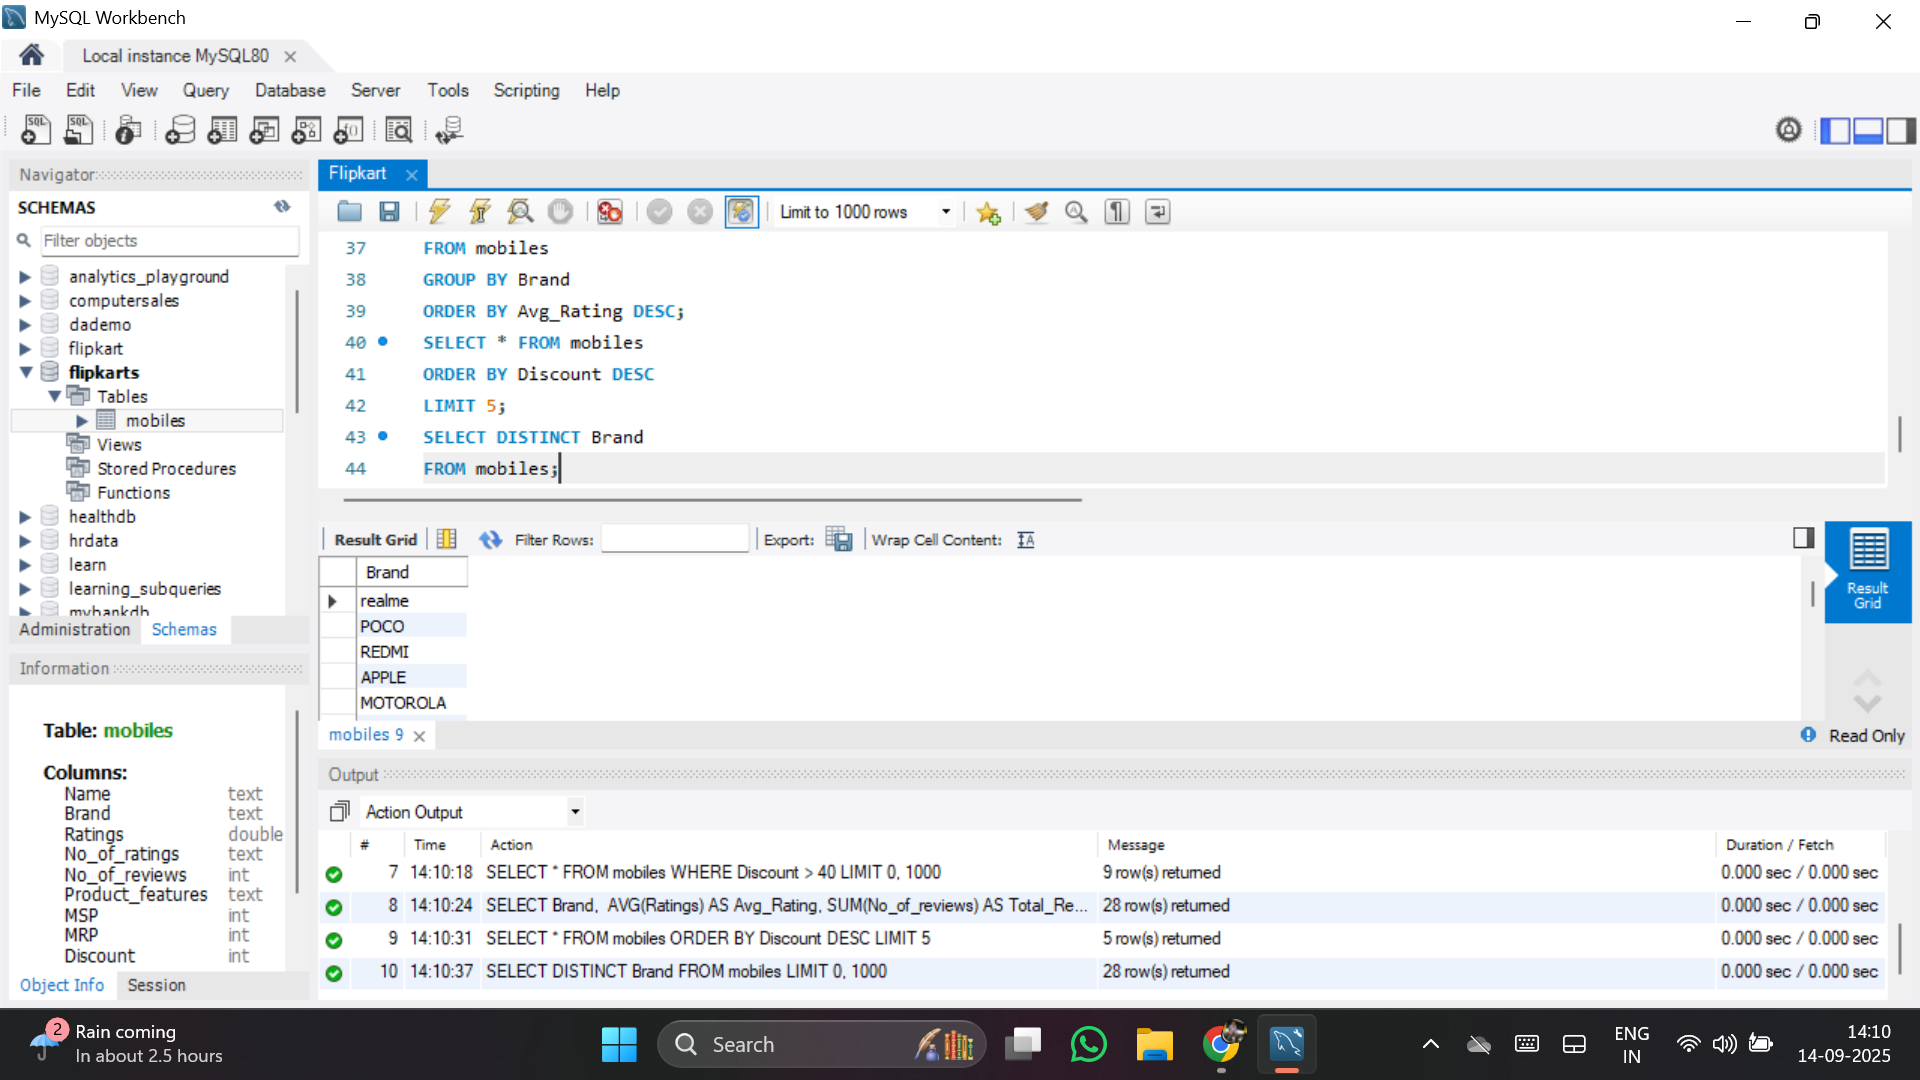 MySQL Workbench
Local instance MySQL80
File Edit View Query Database Server Tools Scripting Help
Navigator
SCHEMAS
Filter objects
analytics_playground
computersales
dademo
flipkart
flipkarts
Tables
mobiles
Views
Stored Procedures
Functions
healthdb
hrdata
learn
learning_subqueries
mybankdb
Administration Schemas
Information
Table: mobiles
Columns:
Name text
Brand text
Ratings double
No_of_ratings text
No_of_reviews int
Product_features text
MSP int
MRP int
Discount int
Object Info Session
Flipkart
Limit to 1000 rows
37 FROM mobiles
38 GROUP BY Brand
39 ORDER BY Avg_Rating DESC;
40 SELECT * FROM mobiles
41 ORDER BY Discount DESC
42 LIMIT 5;
43 SELECT DISTINCT Brand
44 FROM mobiles;
Result Grid Filter Rows: Export: Wrap Cell Content:
Brand
realme
POCO
REDMI
APPLE
MOTOROLA
Result Grid
mobiles 9
Read Only
Output
Action Output
# Time Action Message Duration / Fetch
7 14:10:18 SELECT * FROM mobiles WHERE Discount > 40 LIMIT 0, 1000 9 row(s) returned 0.000 sec / 0.000 sec
8 14:10:24 SELECT Brand, AVG(Ratings) AS Avg_Rating, SUM(No_of_reviews) AS Total_Re... 28 row(s) returned 0.000 sec / 0.000 sec
9 14:10:31 SELECT * FROM mobiles ORDER BY Discount DESC LIMIT 5 5 row(s) returned 0.000 sec / 0.000 sec
10 14:10:37 SELECT DISTINCT Brand FROM mobiles LIMIT 0, 1000 28 row(s) returned 0.000 sec / 0.000 sec
2
Rain coming
In about 2.5 hours
Search
ENG
IN
14:10
14-09-2025